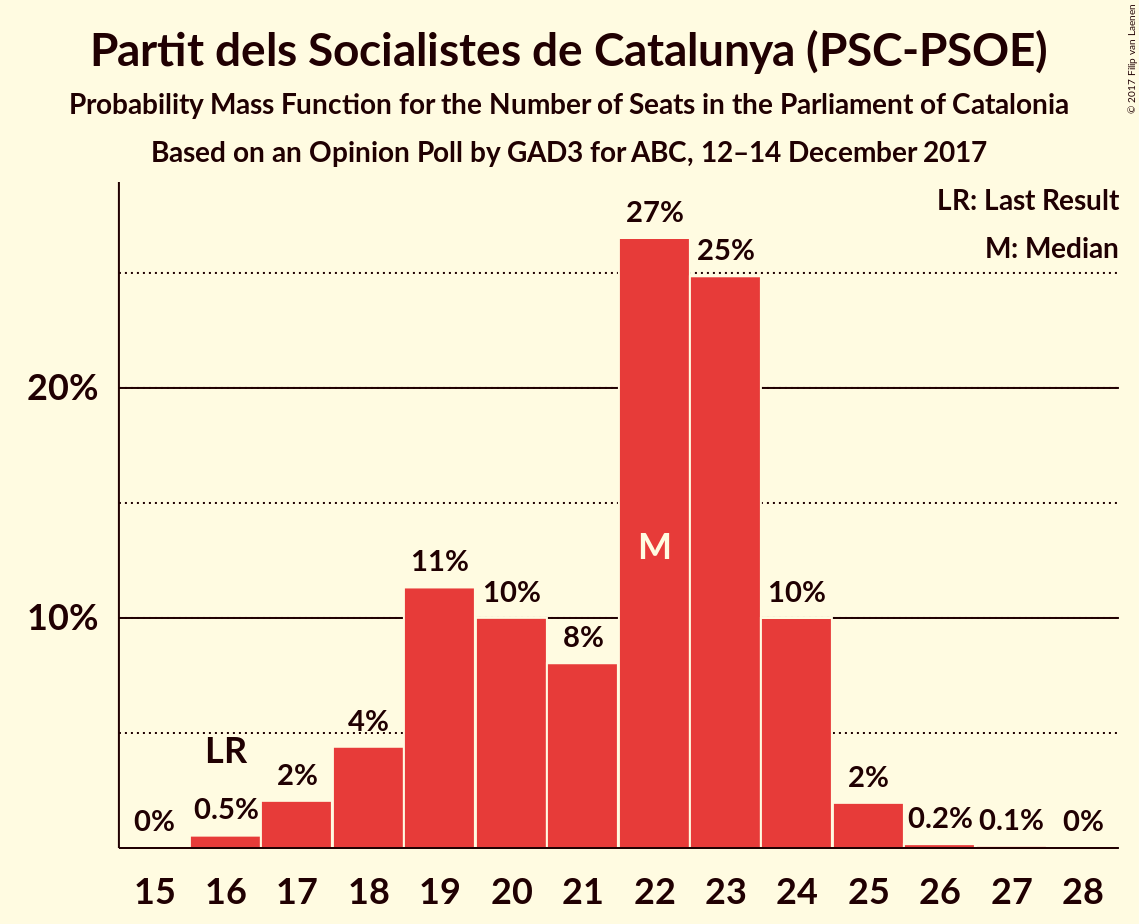 Partit dels Socialistes de Catalunya (PSC-PSOE)
Probability Mass Function for the Number of Seats in the Parliament of Catalonia
Based on an Opinion Poll by GAD3 for ABC, 12–14 December 2017
© 2017 Filip van Laenen
LR: Last Result
M: Median
27%
25%
20%
11%
10%
10%
10%
8%
4%
2%
2%
0%
0.5%
0.2%
0.1%
0%
LR
M
15 16 17 18 19 20 21 22 23 24 25 26 27 28